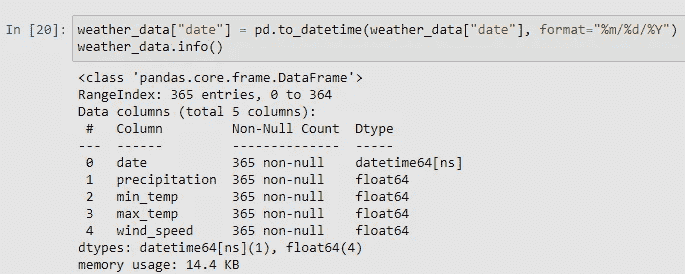 In [20]: weather_data["date"] = pd.to_datetime(weather_data["date"], format="%m/%d/%Y")
weather_data.info()
<class 'pandas.core.frame.DataFrame'>
RangeIndex: 365 entries, 0 to 364
Data columns (total 5 columns):
 #   Column         Non-Null Count  Dtype
---  ------         --------------  -----
 0   date           365 non-null    datetime64[ns]
 1   precipitation  365 non-null    float64
 2   min_temp       365 non-null    float64
 3   max_temp       365 non-null    float64
 4   wind_speed     365 non-null    float64
dtypes: datetime64[ns](1), float64(4)
memory usage: 14.4 KB